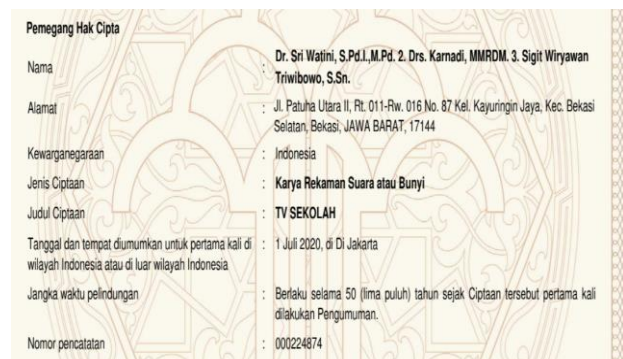 Pemegang Hak Cipta
Nama : Dr. Sri Watini, S.Pd.I.,M.Pd. 2. Drs. Karnadi, MMRDM. 3. Sigit Wiryawan
Triwibowo, S.Sn.
Alamat : Jl. Patuha Utara II, Rt. 011-Rw. 016 No. 87 Kel. Kayuringin Jaya, Kec. Bekasi
Selatan, Bekasi, JAWA BARAT, 17144
Kewarganegaraan : Indonesia
Jenis Ciptaan : Karya Rekaman Suara atau Bunyi
Judul Ciptaan : TV SEKOLAH
Tanggal dan tempat diumumkan untuk pertama kali di : 1 Juli 2020, di Di Jakarta
wilayah Indonesia atau di luar wilayah Indonesia
Jangka waktu pelindungan : Berlaku selama 50 (lima puluh) tahun sejak Ciptaan tersebut pertama kali
dilakukan Pengumuman.
Nomor pencatatan : 000224874